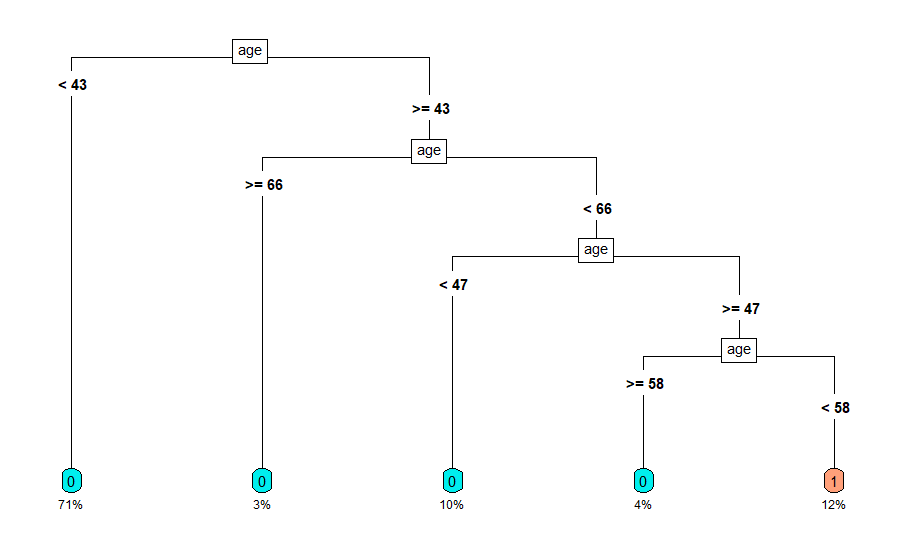 age
< 43
>= 43
age
>= 66
< 66
age
< 47
>= 47
age
>= 58
< 58
0 0 0 0 1
71% 3% 10% 4% 12%